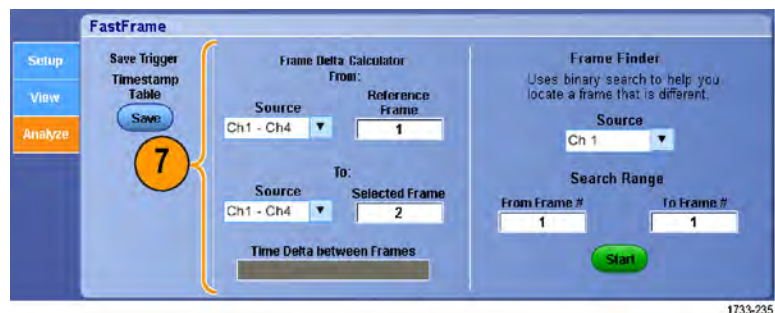 FastFrame
Setup
View
Analyze
Save Trigger
Timestamp
Table
Save
7
Frame Delta Calculator
From:
Source
Reference
Frame
Ch1 - Ch4
1
To:
Source
Selected Frame
Ch1 - Ch4
2
Time Delta between Frames
Frame Finder
Uses binary search to help you
locate a frame that is different.
Source
Ch 1
Search Range
From Frame #
To Frame #
1
1
Start
1733-235